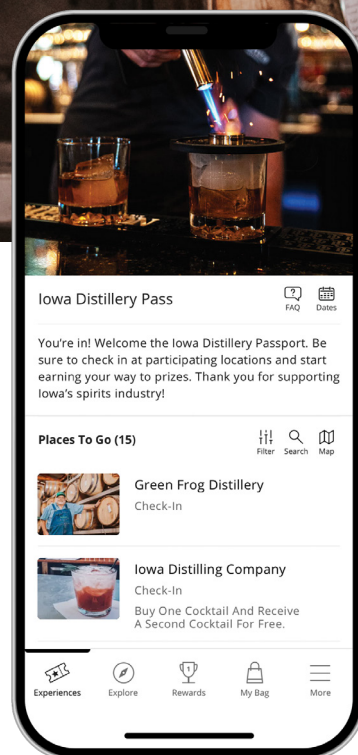 Iowa Distillery Pass
FAQ
Dates
You're in! Welcome the Iowa Distillery Passport. Be
sure to check in at participating locations and start
earning your way to prizes. Thank you for supporting
Iowa's spirits industry!
Places To Go (15)
Filter
Search
Map
Green Frog Distillery
Check-In
Iowa Distilling Company
Check-In
Buy One Cocktail And Receive
A Second Cocktail For Free.
Experiences
Explore
1
Rewards
My Bag
More